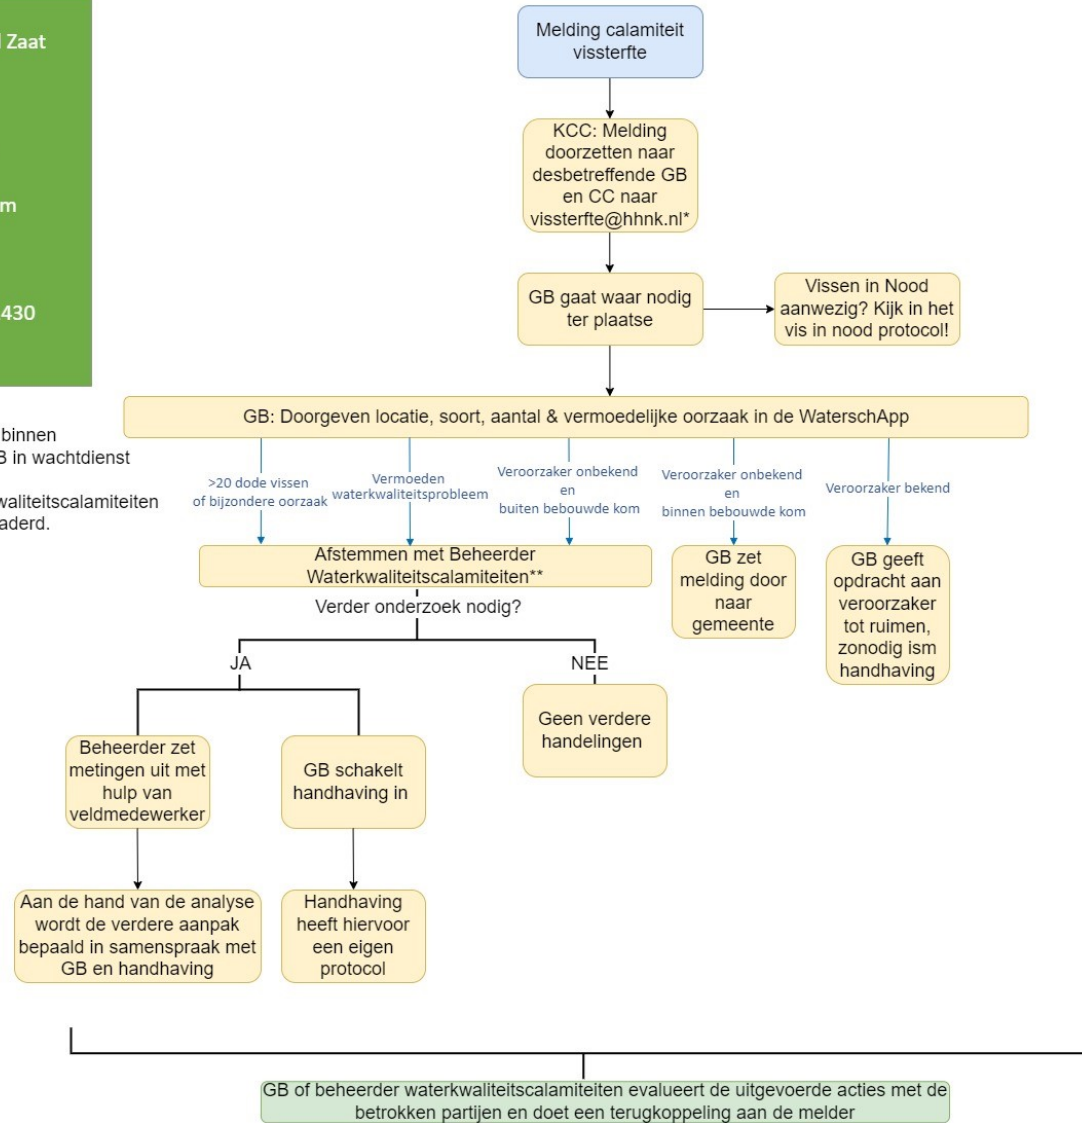 Zaat
430
Melding calamiteit
vissterfte
KCC: Melding
doorzetten naar
desbetreffende GB
en CC naar
vissterfte@hhnk.nl*
GB gaat waar nodig
ter plaatse
Vissen in Nood
aanwezig? Kijk in het
vis in nood protocol!
GB: Doorgeven locatie, soort, aantal & vermoedelijke oorzaak in de WaterschApp
binnen
in wachtdienst
>20 dode vissen
of bijzondere oorzaak
Vermoeden
waterkwaliteitsprobleem
Veroorzaker onbekend
en
buiten bebouwde kom
Veroorzaker onbekend
en
binnen bebouwde kom
Veroorzaker bekend
Afstemmen met Beheerder
Waterkwaliteitscalamiteiten**
GB zet
melding door
naar
gemeente
GB geeft
opdracht aan
veroorzaker
tot ruimen,
zonodig ism
handhaving
Verder onderzoek nodig?
JA
NEE
Beheerder zet
metingen uit met
hulp van
veldmedewerker
GB schakelt
handhaving in
Geen verdere
handelingen
Aan de hand van de analyse
wordt de verdere aanpak
bepaald in samenspraak met
GB en handhaving
Handhaving
heeft hiervoor
een eigen
protocol
GB of beheerder waterkwaliteitscalamiteiten evalueert de uitgevoerde acties met de
betrokken partijen en doet een terugkoppeling aan de melder